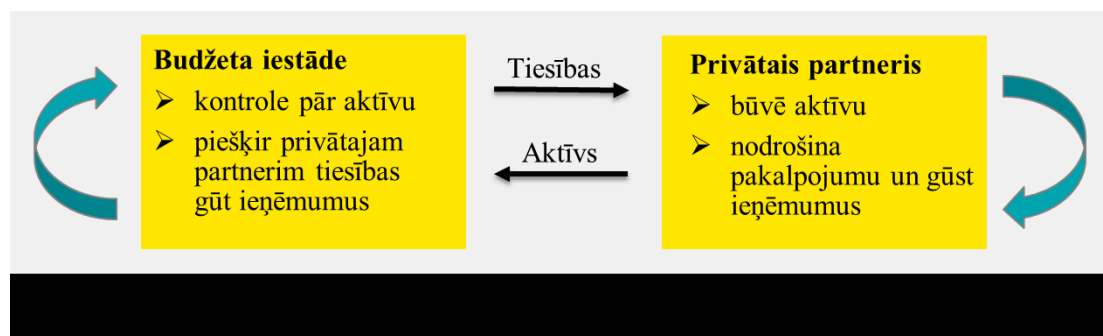 Budžeta iestāde
➢ kontrole pār aktīvu
➢ piešķir privātajam
partnerim tiesības
gūt ieņēmumus
Tiesības
Aktīvs
Privātais partneris
➢ būvē aktīvu
➢ nodrošina
pakalpojumu un gūst
ieņēmumus